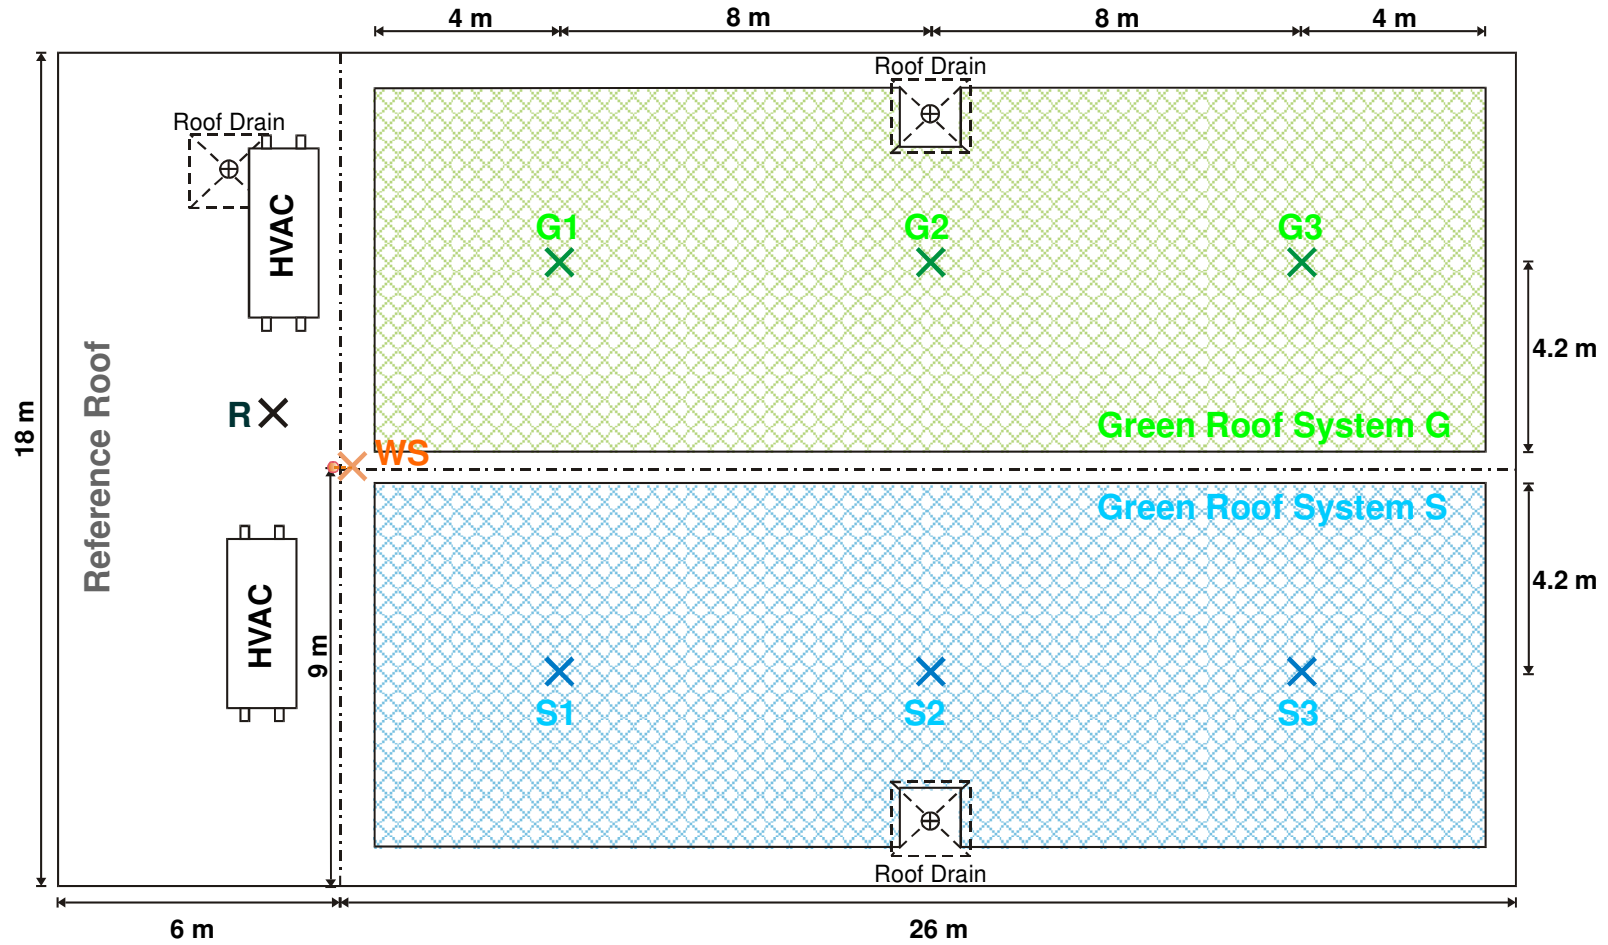 4 m
8 m
8 m
4 m
Roof Drain
Roof Drain
HVAC
G1
G2
G3
4.2 m
Reference Roof
18 m
R
Green Roof System G
WS
Green Roof System S
4.2 m
HVAC
9 m
S1
S2
S3
Roof Drain
6 m
26 m